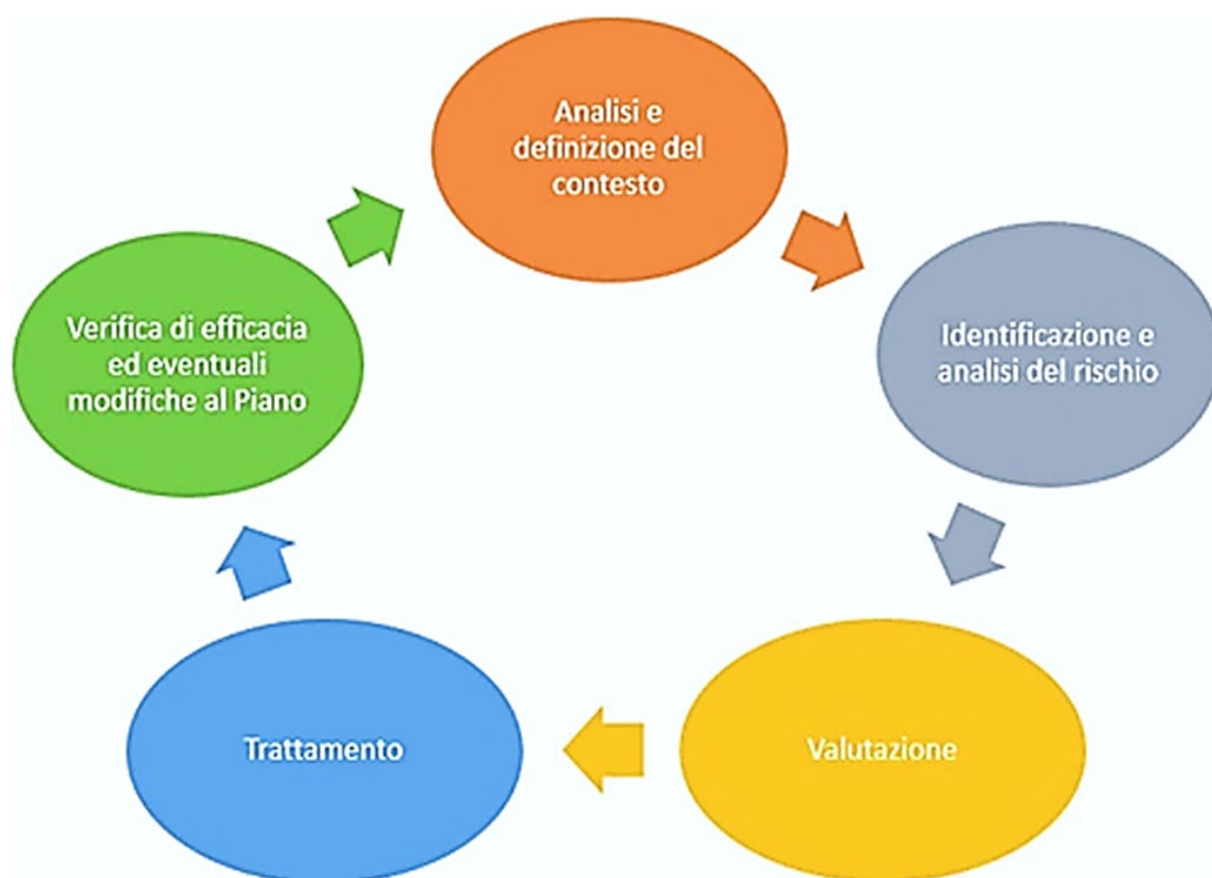 Analisi e
definizione del
contesto
Identificazione e
analisi del rischio
Valutazione
Trattamento
Verifica di efficacia
ed eventuali
modifiche al Piano